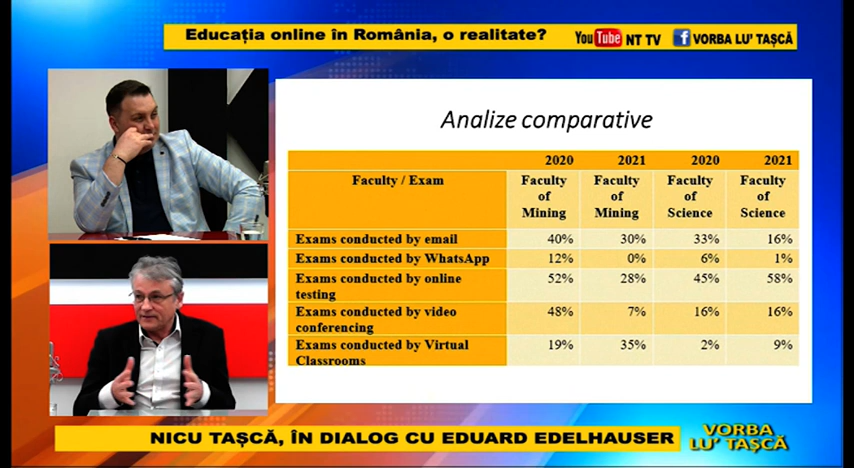 Educația online în România, o realitate?
YouTube NT TV
f VORBA LU' TAȘCĂ
Analize comparative
2020 2021 2020 2021
Faculty / Exam Faculty of Mining Faculty of Mining Faculty of Science Faculty of Science
Exams conducted by email 40% 30% 33% 16%
Exams conducted by WhatsApp 12% 0% 6% 1%
Exams conducted by online testing 52% 28% 45% 58%
Exams conducted by video conferencing 48% 7% 16% 16%
Exams conducted by Virtual Classrooms 19% 35% 2% 9%
NICU TAȘCĂ, ÎN DIALOG CU EDUARD EDELHAUSER
VORBA
LU' TAȘCĂ